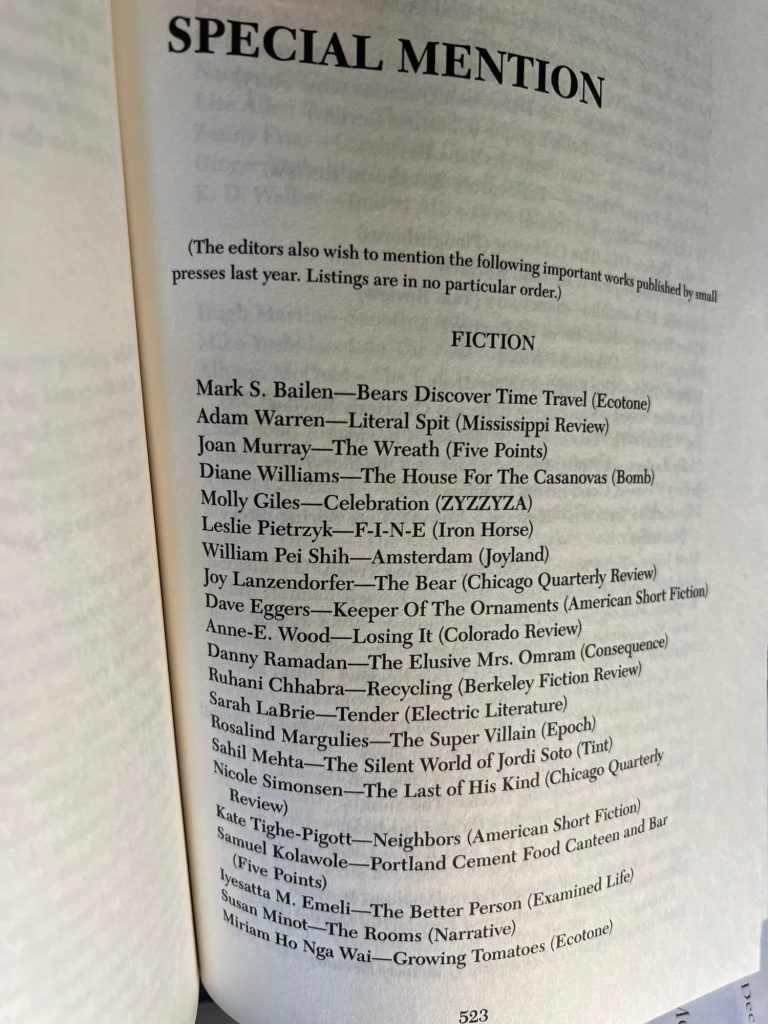 SPECIAL MENTION
(The editors also wish to mention the following important works published by small
presses last year. Listings are in no particular order.)
FICTION
Mark S. Bailen—Bears Discover Time Travel (Ecotone)
Adam Warren—Literal Spit (Mississippi Review)
Joan Murray—The Wreath (Five Points)
Diane Williams—The House For The Casanovas (Bomb)
Molly Giles—Celebration (ZYZZYZA)
Leslie Pietrzyk—F-I-N-E (Iron Horse)
William Pei Shih—Amsterdam (Joyland)
Joy Lanzendorfer—The Bear (Chicago Quarterly Review)
Dave Eggers—Keeper Of The Ornaments (American Short Fiction)
Anne-E. Wood—Losing It (Colorado Review)
Danny Ramadan—The Elusive Mrs. Omram (Consequence)
Ruhani Chhabra—Recycling (Berkeley Fiction Review)
Sarah LaBrie—Tender (Electric Literature)
Rosalind Margulies—The Super Villain (Epoch)
Sahil Mehta—The Silent World of Jordi Soto (Tint)
Nicole Simonsen—The Last of His Kind (Chicago Quarterly
Review)
Kate Tighe-Pigott—Neighbors (American Short Fiction)
Samuel Kolawole—Portland Cement Food Canteen and Bar
(Five Points)
Iyesatta M. Emeli—The Better Person (Examined Life)
Susan Minot—The Rooms (Narrative)
Miriam Ho Nga Wai—Growing Tomatoes (Ecotone)
523